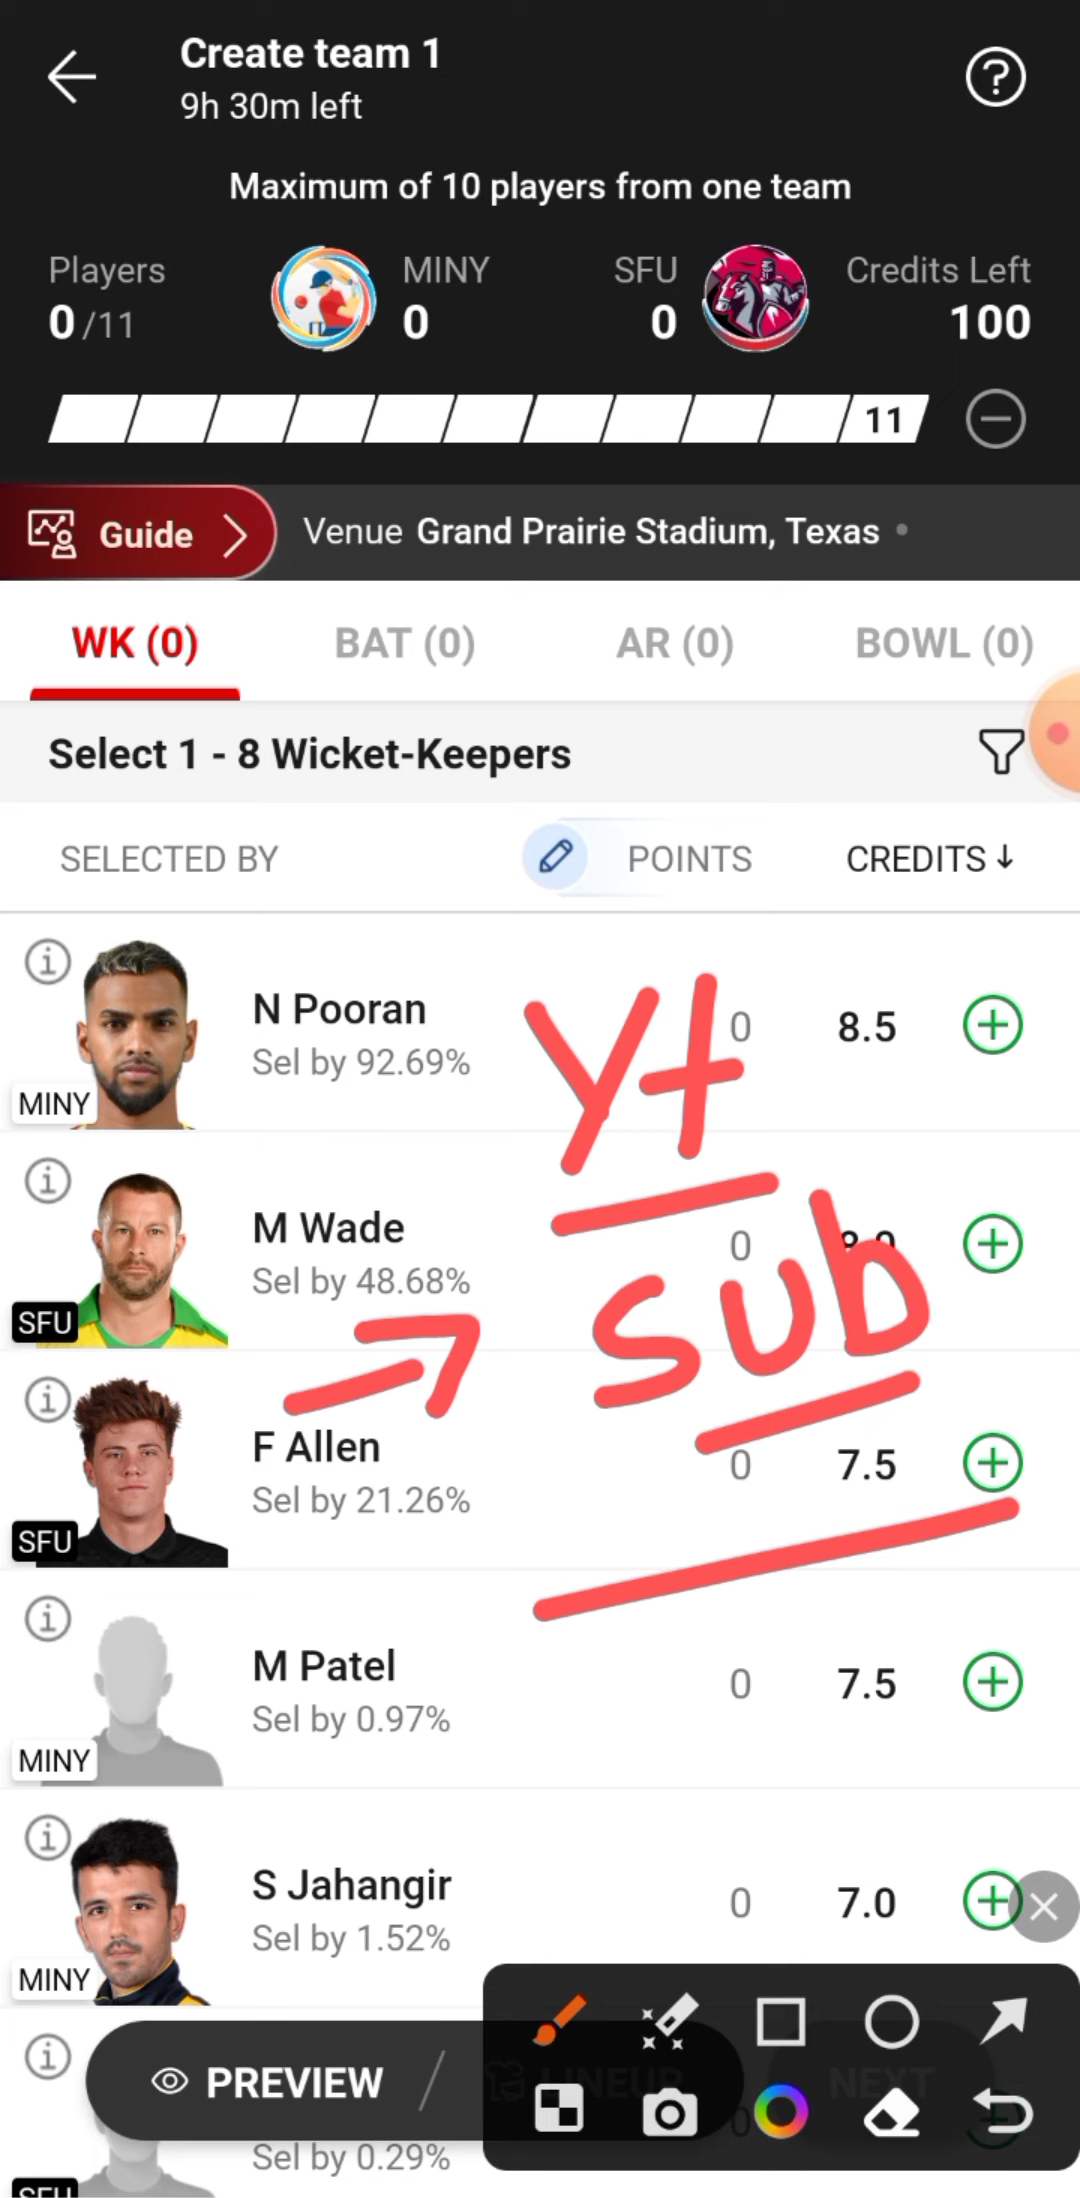 Create team 1
9h 30m left
Maximum of 10 players from one team
Players MINY SFU Credits Left
0/11 0 0 100
11
Guide Venue Grand Prairie Stadium, Texas
WK (0) BAT (0) AR (0) BOWL (0)
Select 1 - 8 Wicket-Keepers
SELECTED BY POINTS CREDITS ↓
N Pooran 0 8.5
Sel by 92.69%
MINY
Yt
M Wade 0
Sel by 48.68%
SFU
Sub
F Allen 0 7.5
Sel by 21.26%
SFU
M Patel 0 7.5
Sel by 0.97%
MINY
S Jahangir 0 7.0
Sel by 1.52%
MINY
PREVIEW LINEUP NEXT
Sel by 0.29%
SFU